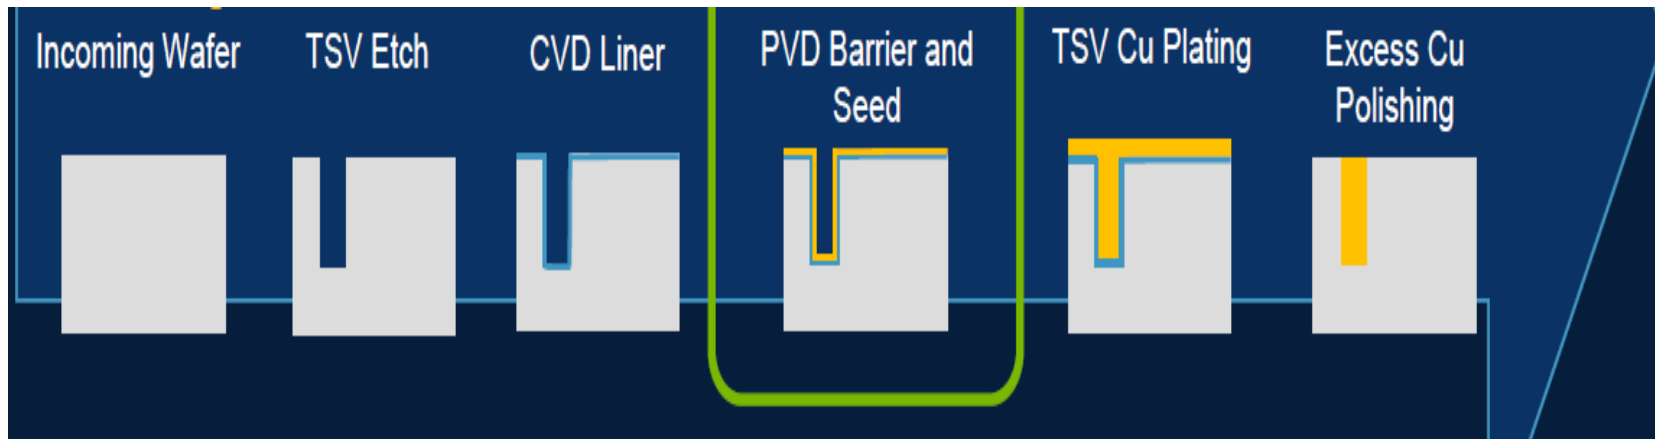 Incoming Wafer
TSV Etch
CVD Liner
PVD Barrier and
Seed
TSV Cu Plating
Excess Cu
Polishing